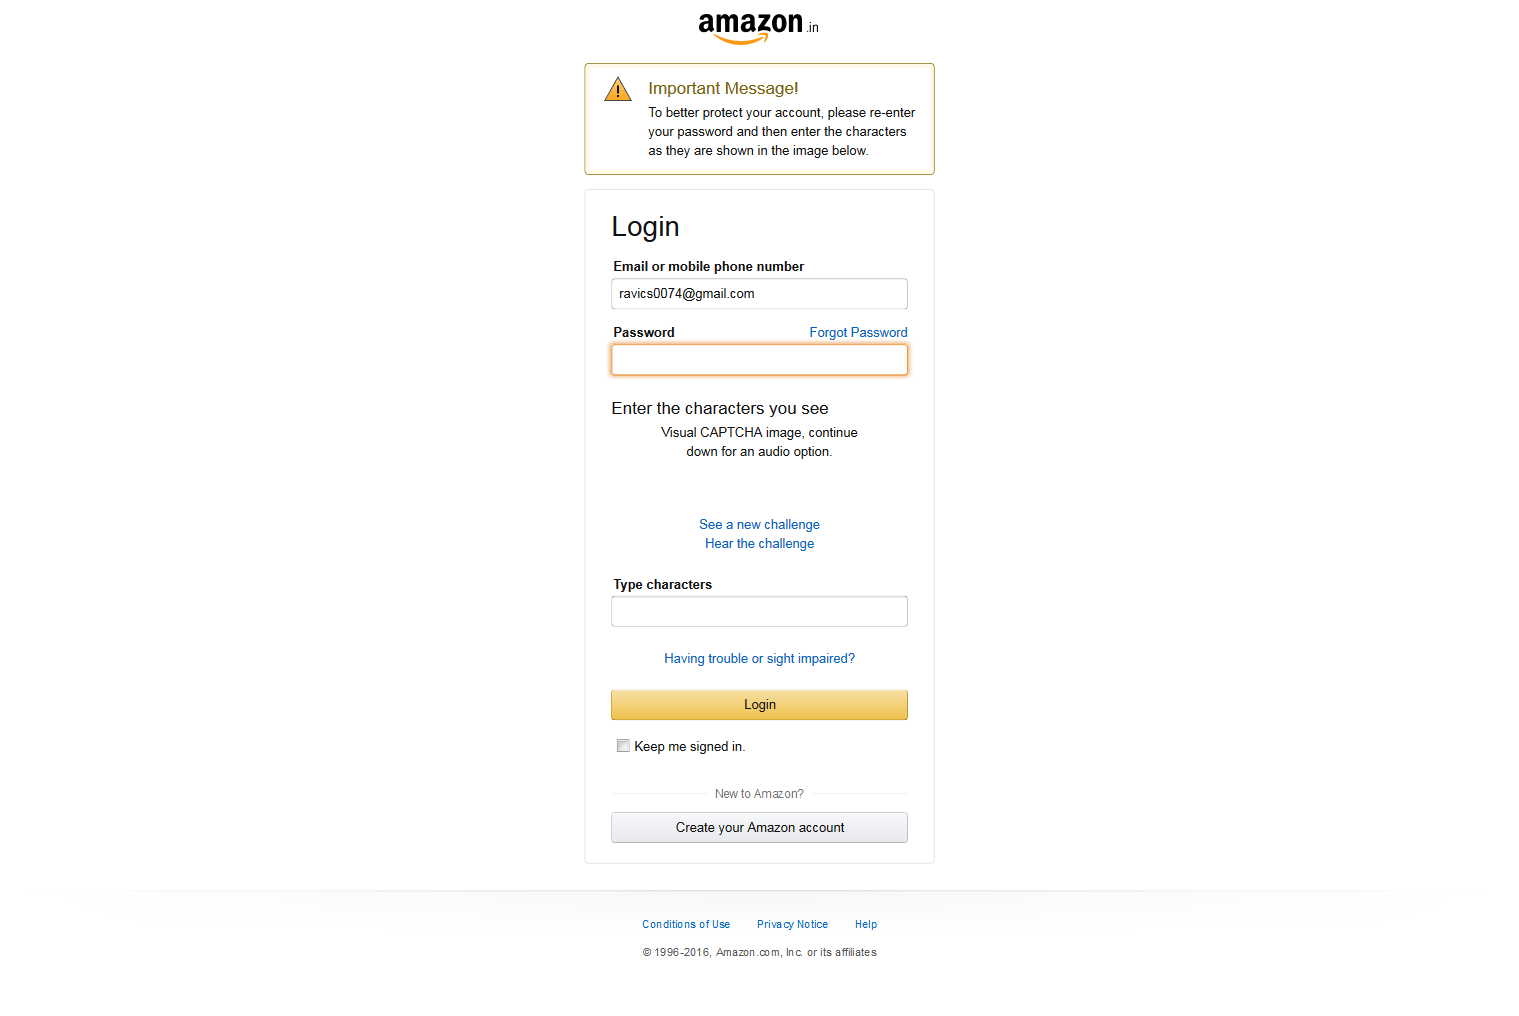 amazon.in
Important Message!
To better protect your account, please re-enter
your password and then enter the characters
as they are shown in the image below.
Login
Email or mobile phone number
ravics0074@gmail.com
Password Forgot Password
Enter the characters you see
Visual CAPTCHA image, continue
down for an audio option.
See a new challenge
Hear the challenge
Type characters
Having trouble or sight impaired?
Login
Keep me signed in.
New to Amazon?
Create your Amazon account
Conditions of Use Privacy Notice Help
© 1996-2016, Amazon.com, Inc. or its affiliates